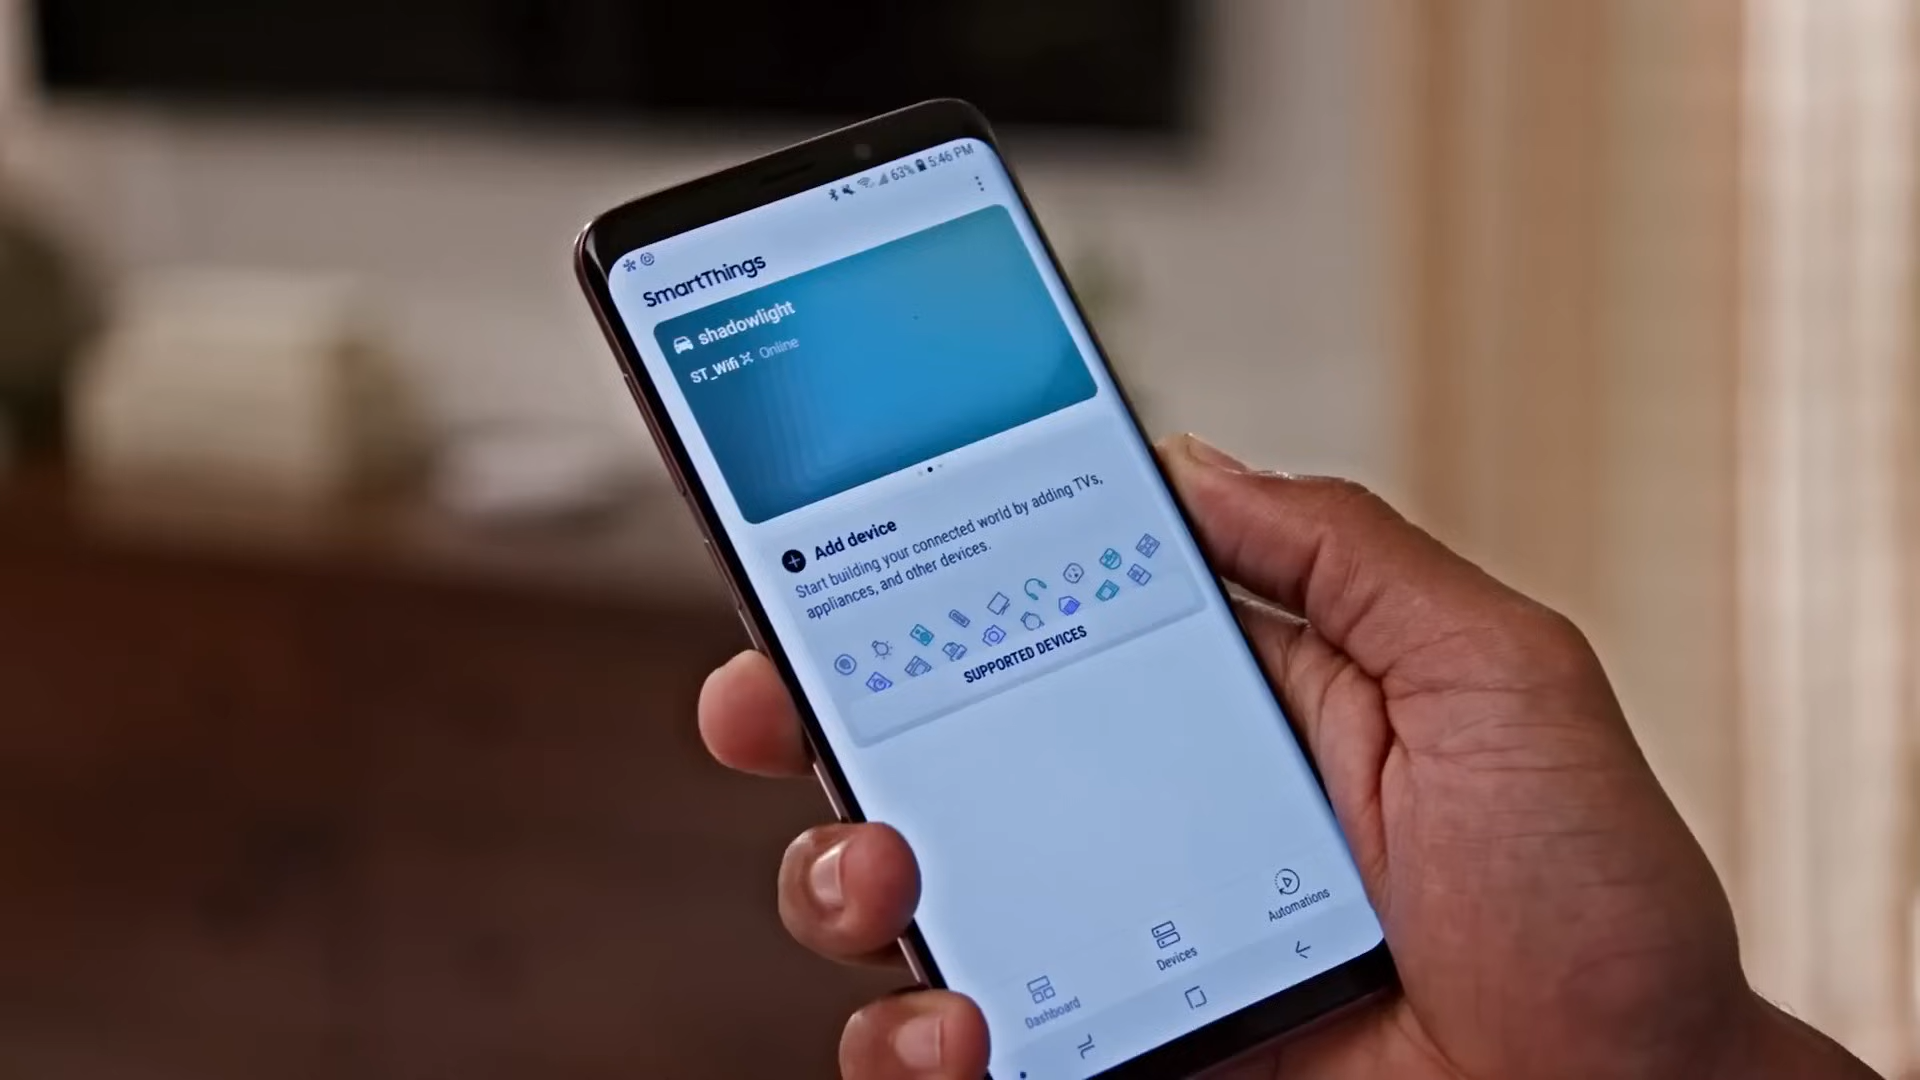 63% 5:46 PM
SmartThings
shadowlight
ST_Wifi Online
Add device
Start building your connected world by adding TVs,
appliances, and other devices.
SUPPORTED DEVICES
Dashboard
Devices
Automations